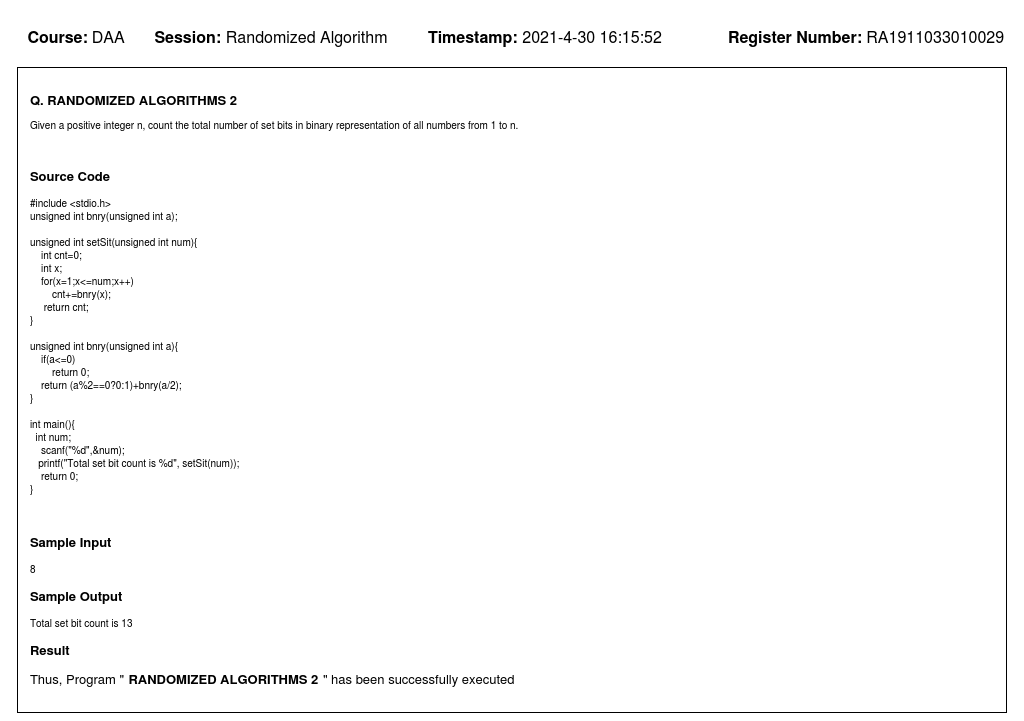 Course: DAA Session: Randomized Algorithm Timestamp: 2021-4-30 16:15:52 Register Number: RA1911033010029
Q. RANDOMIZED ALGORITHMS 2
Given a positive integer n, count the total number of set bits in binary representation of all numbers from 1 to n.
Source Code
#include <stdio.h>
unsigned int bnry(unsigned int a);
unsigned int setSit(unsigned int num){
int cnt=0;
int x;
for(x=1;x<=num;x++)
cnt+=bnry(x);
return cnt;
}
unsigned int bnry(unsigned int a){
if(a<=0)
return 0;
return (a%2==0?0:1)+bnry(a/2);
}
int main(){
int num;
scanf("%d",&num);
printf("Total set bit count is %d", setSit(num));
return 0;
}
Sample Input
8
Sample Output
Total set bit count is 13
Result
Thus, Program " RANDOMIZED ALGORITHMS 2 " has been successfully executed